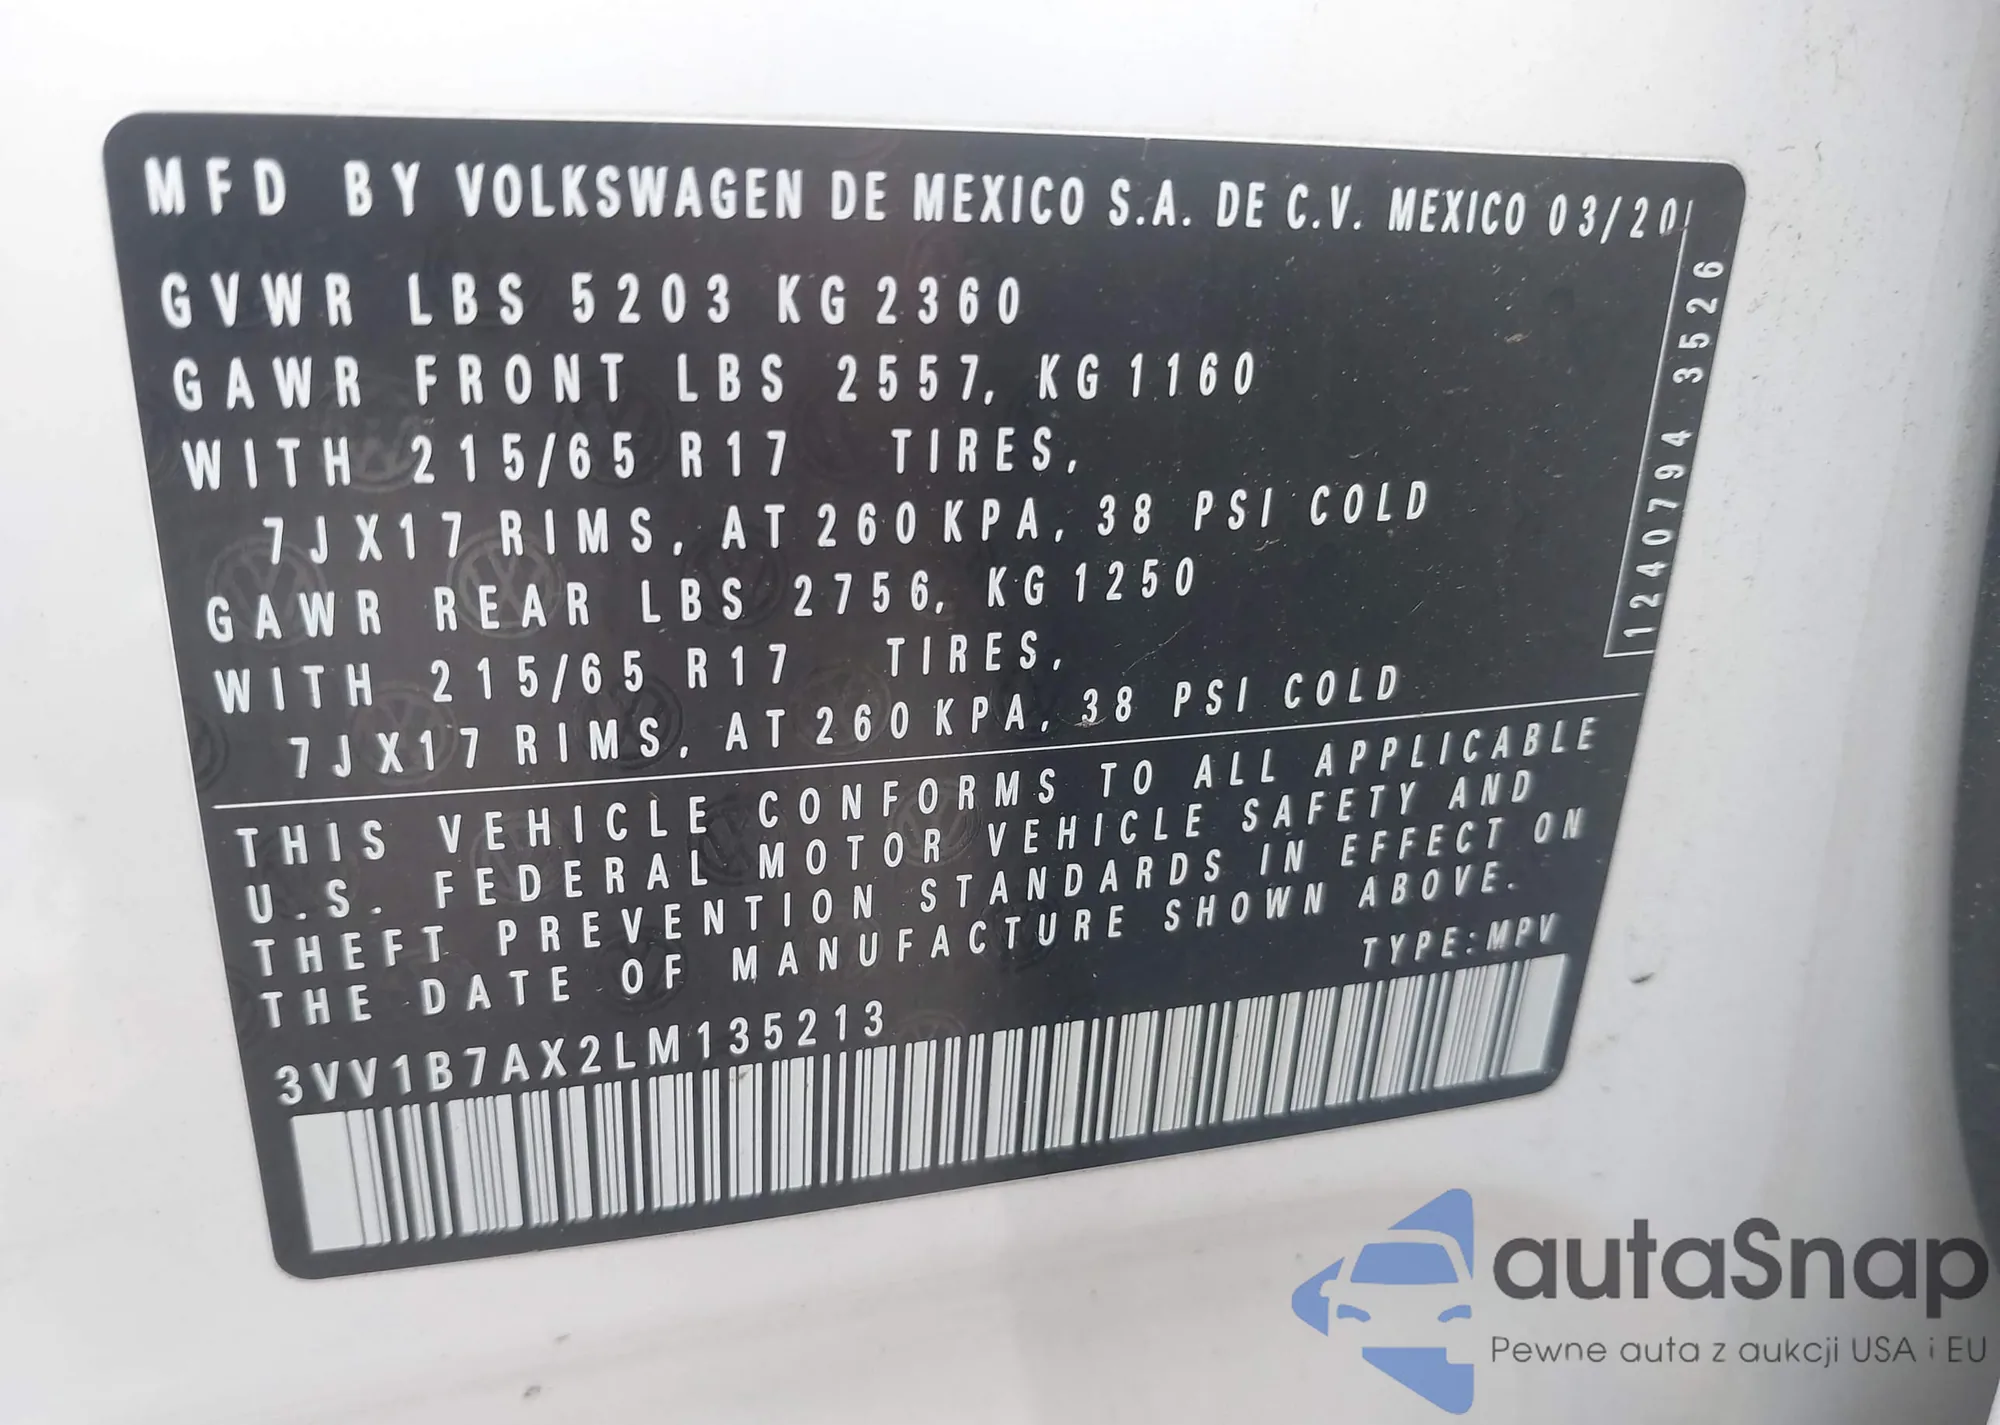 MFD BY VOLKSWAGEN DE MEXICO S.A. DE C.V. MEXICO 03/20
GVWR LBS 5203 KG 2360
GAWR FRONT LBS 2557, KG 1160
WITH 215/65 R17 TIRES,
7JX17 RIMS, AT 260 KPA, 38 PSI COLD
GAWR REAR LBS 2756, KG 1250
WITH 215/65 R17 TIRES,
7JX17 RIMS, AT 260 KPA, 38 PSI COLD
1240794 3526
THIS VEHICLE CONFORMS TO ALL APPLICABLE
U.S. FEDERAL MOTOR VEHICLE SAFETY AND
THEFT PREVENTION STANDARDS IN EFFECT ON
THE DATE OF MANUFACTURE SHOWN ABOVE.
TYPE:MPV
3VV1B7AX2LM135213
autaSnap
Pewne auta z aukcji USA i EU